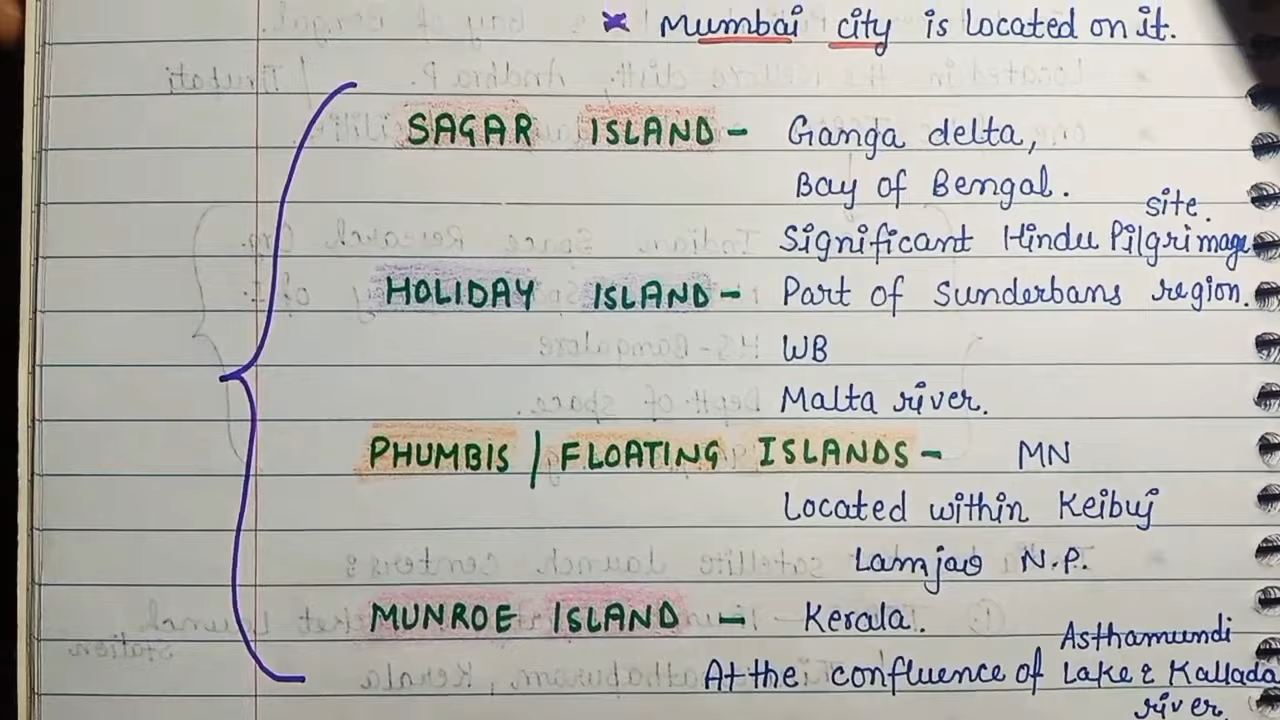 * Mumbai city is located on it.
SAGAR ISLAND - Ganga delta,
Bay of Bengal.
Significant Hindu Pilgrimage site.
HOLIDAY ISLAND - Part of Sunderbans region.
WB
Malta river.
PHUMBIS / FLOATING ISLANDS - MN
Located within Keibuj
Lamjao N.P.
MUNROE ISLAND - Kerala.
At the confluence of Asthamundi Lake & Kallada river